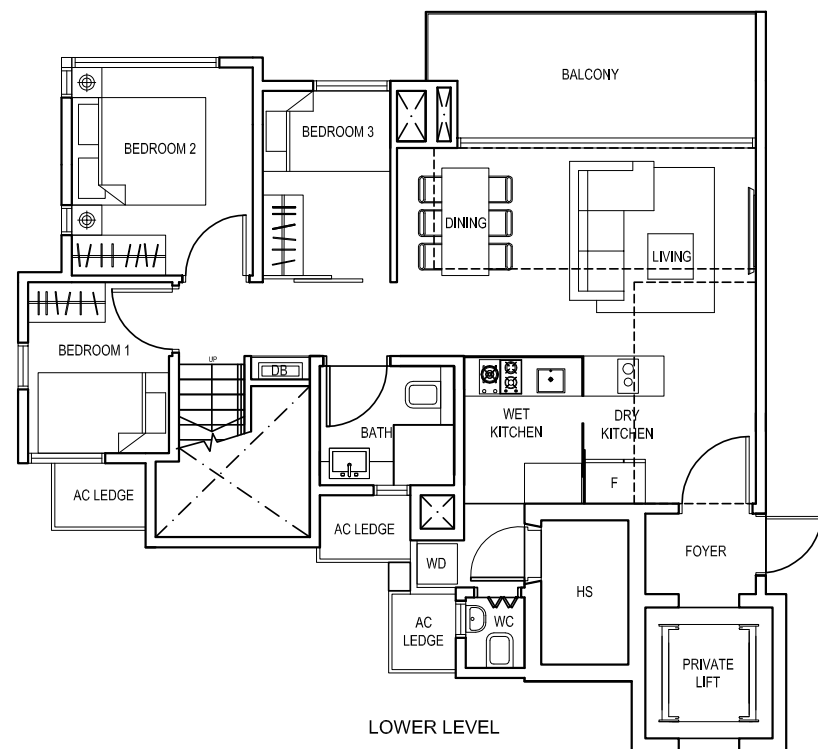 BALCONY
BEDROOM 3
BEDROOM 2
DINING
LIVING
BEDROOM 1
UP
DB
WET
KITCHEN
DRY
KITCHEN
BATH
F
AC LEDGE
AC LEDGE
WD
FOYER
HS
AC
LEDGE
WC
PRIVATE
LIFT
LOWER LEVEL